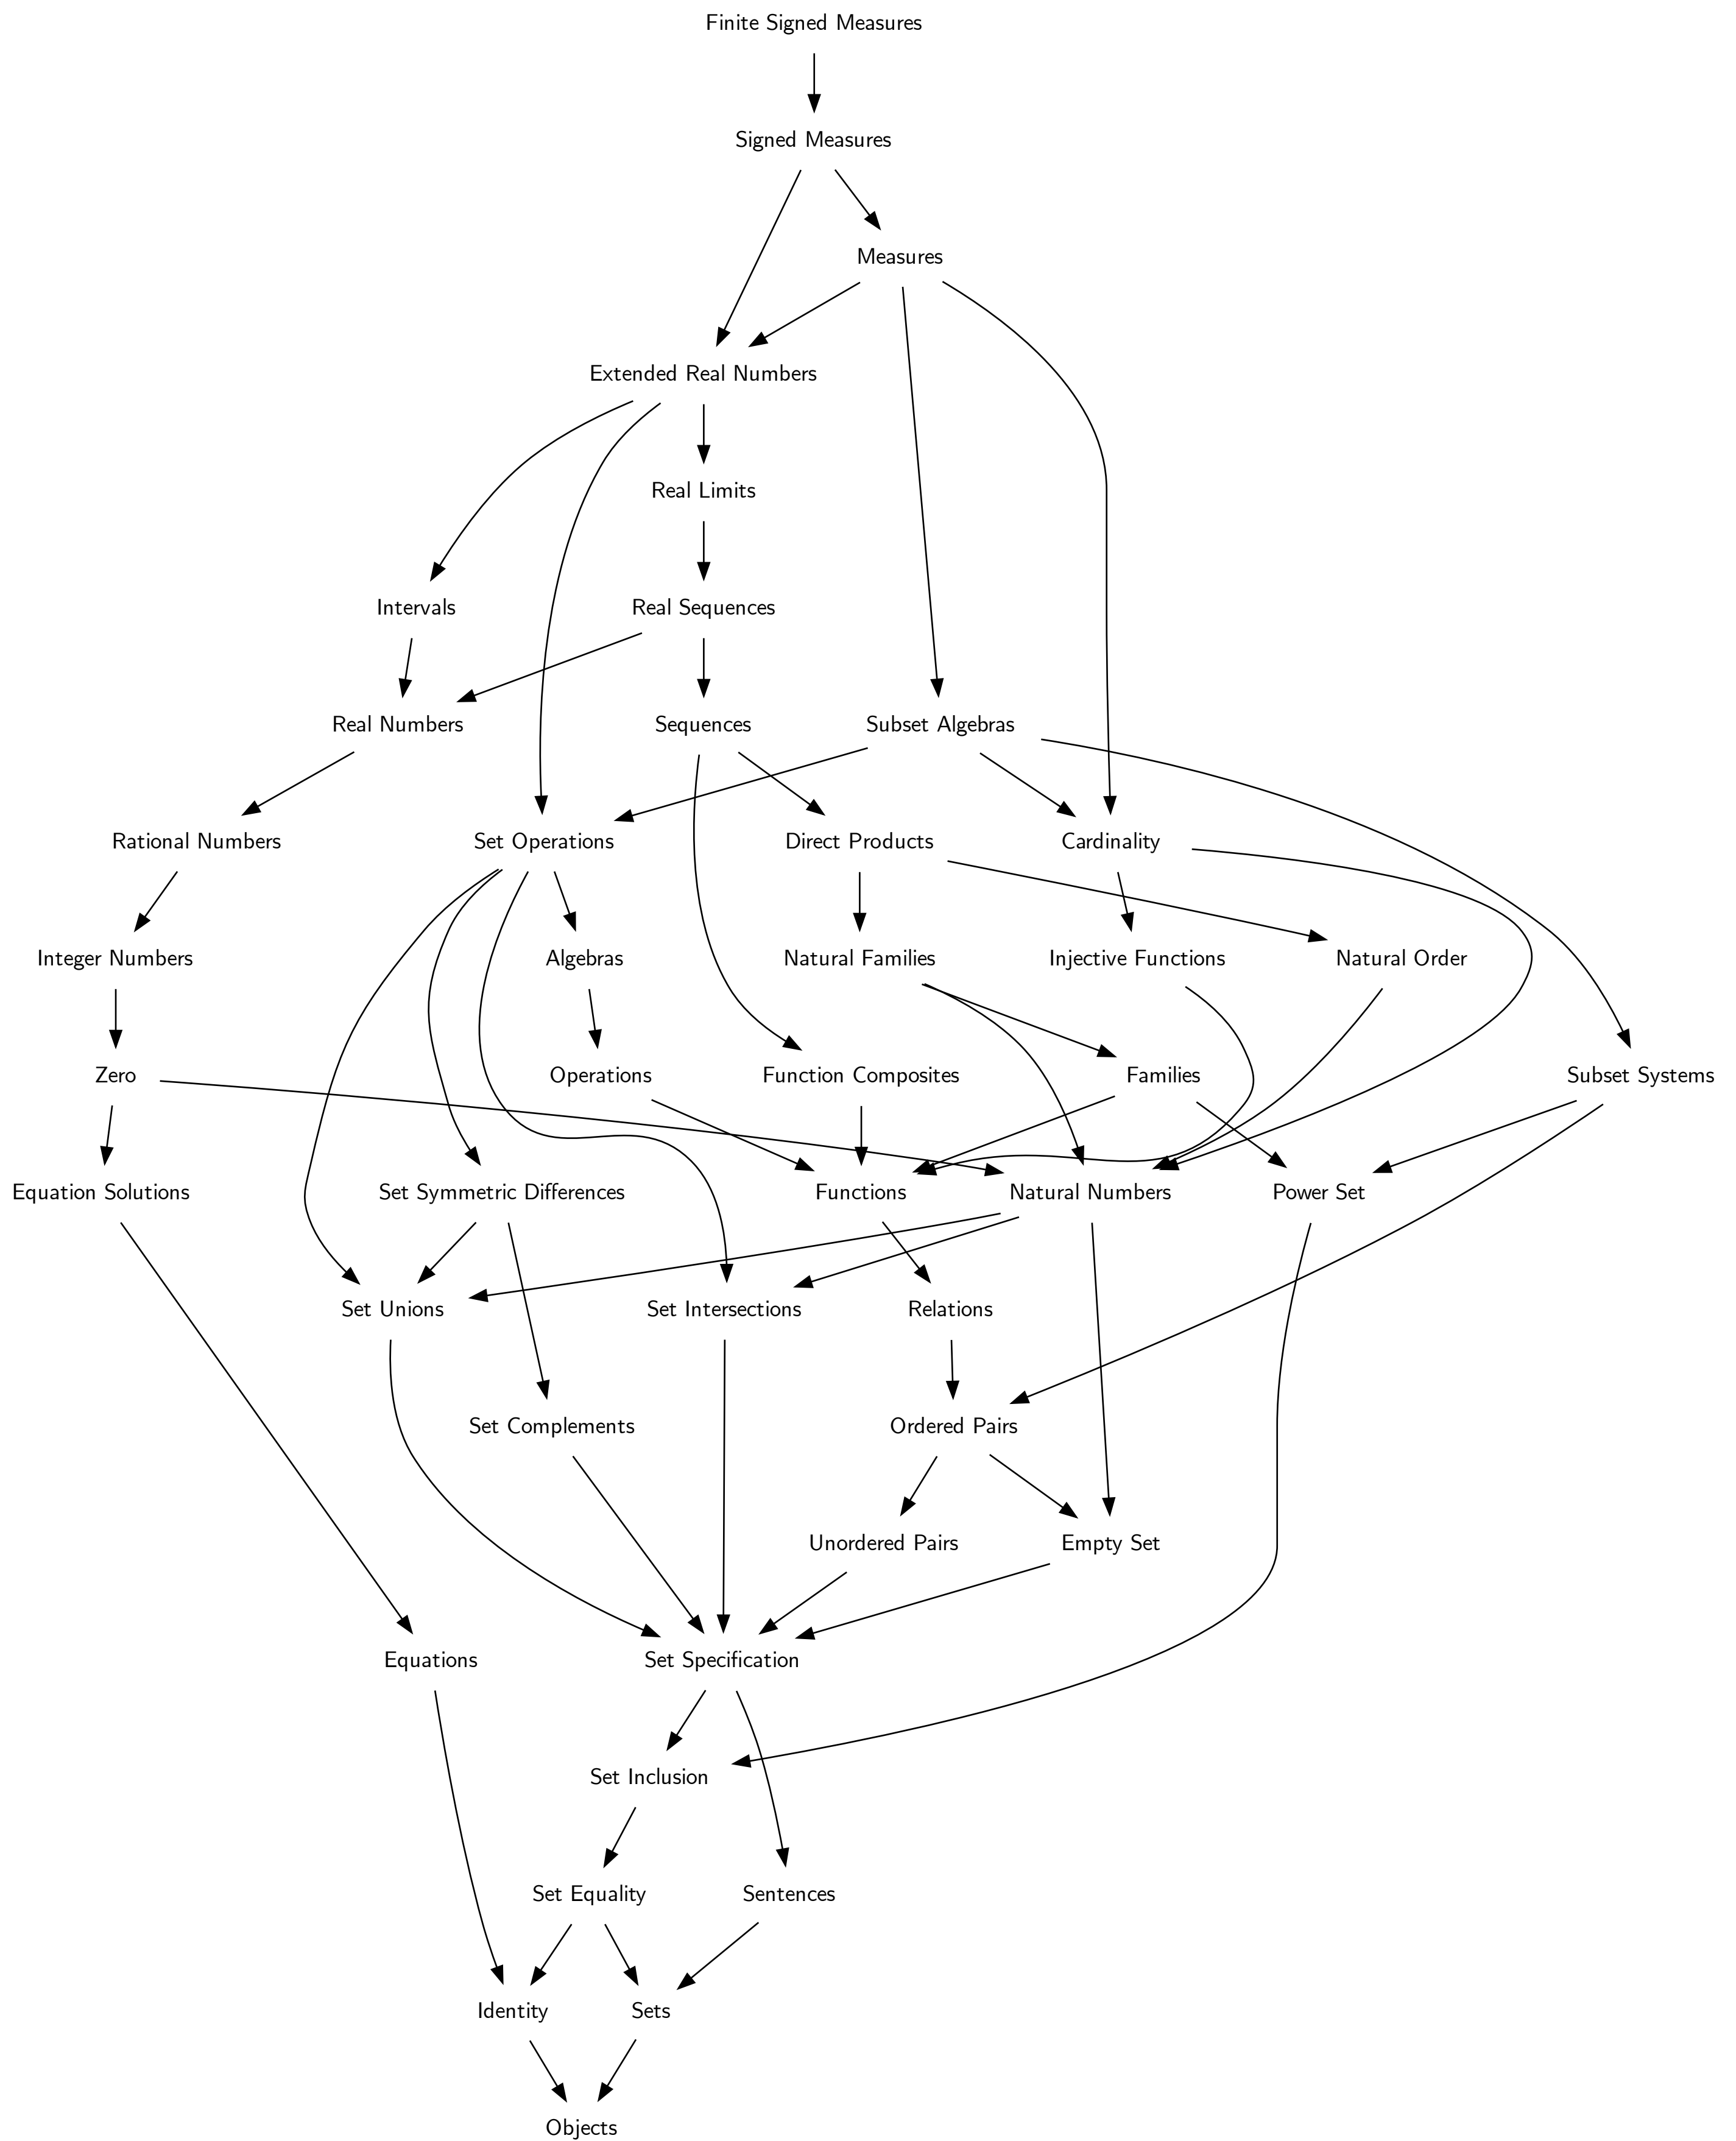 Finite Signed Measures
Signed Measures
Measures
Extended Real Numbers
Real Limits
Intervals
Real Sequences
Real Numbers
Sequences
Subset Algebras
Rational Numbers
Set Operations
Direct Products
Cardinality
Integer Numbers
Algebras
Natural Families
Injective Functions
Natural Order
Zero
Operations
Function Composites
Families
Subset Systems
Equation Solutions
Set Symmetric Differences
Functions
Natural Numbers
Power Set
Set Unions
Set Intersections
Relations
Set Complements
Ordered Pairs
Unordered Pairs
Empty Set
Equations
Set Specification
Set Inclusion
Set Equality
Sentences
Identity
Sets
Objects